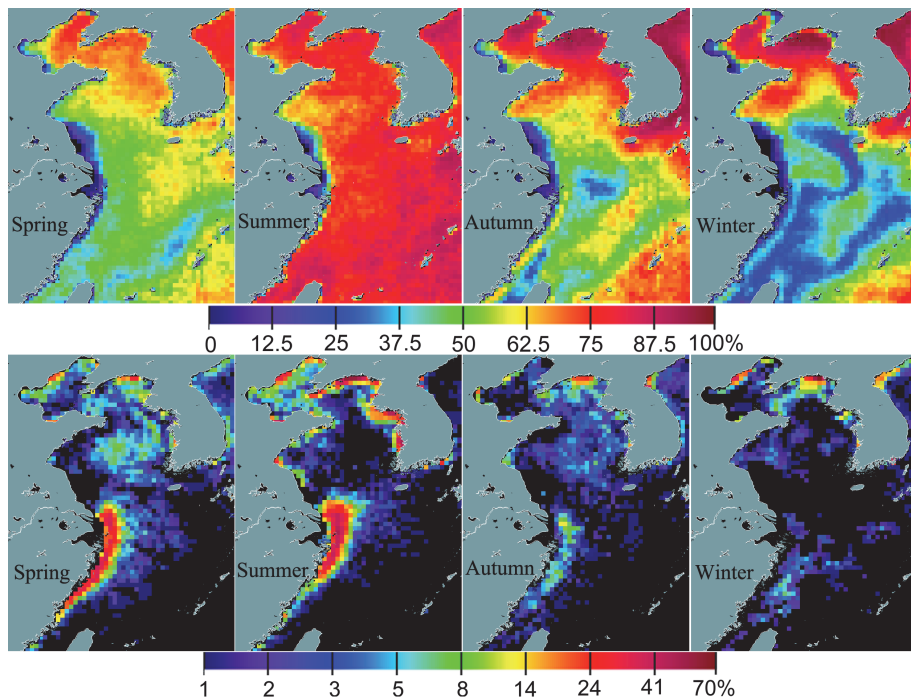 Spring Summer Autumn Winter
0 12.5 25 37.5 50 62.5 75 87.5 100%
Spring Summer Autumn Winter
1 2 3 5 8 14 24 41 70%